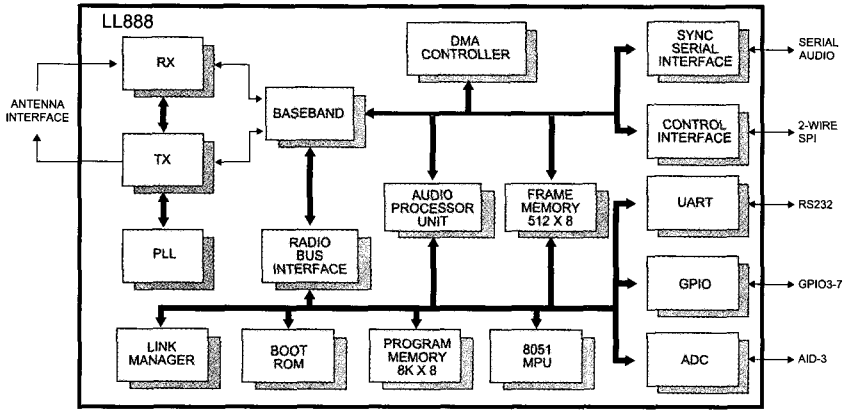 LL888
RX
DMA
CONTROLLER
SYNC
SERIAL
INTERFACE
SERIAL
AUDIO
ANTENNA
INTERFACE
BASEBAND
TX
CONTROL
INTERFACE
2-WIRE
SPI
AUDIO
PROCESSOR
UNIT
FRAME
MEMORY
512 X 8
UART
RS232
PLL
RADIO
BUS
INTERFACE
GPIO
GPIO3-7
LINK
MANAGER
BOOT
ROM
PROGRAM
MEMORY
8K X 8
8051
MPU
ADC
AID-3